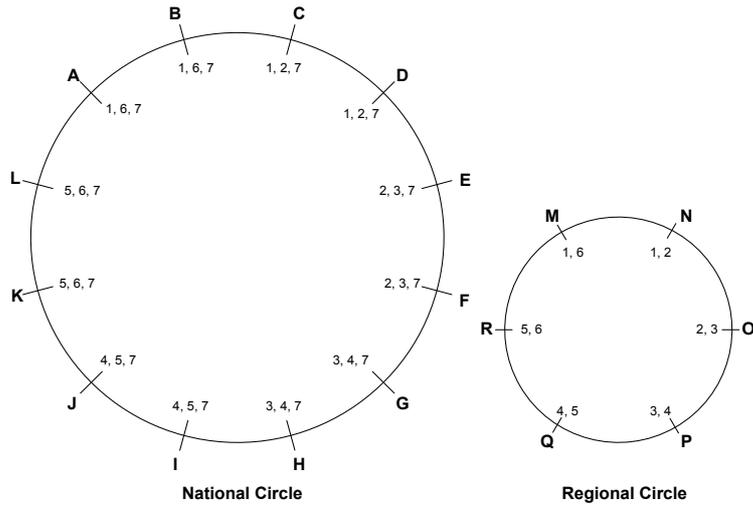 B
C
1, 6, 7
1, 2, 7
A
D
1, 6, 7
1, 2, 7
L
E
5, 6, 7
2, 3, 7
K
F
5, 6, 7
2, 3, 7
J
G
4, 5, 7
3, 4, 7
I
H
4, 5, 7
3, 4, 7
National Circle
M
N
1, 6
1, 2
R
O
5, 6
2, 3
Q
P
4, 5
3, 4
Regional Circle